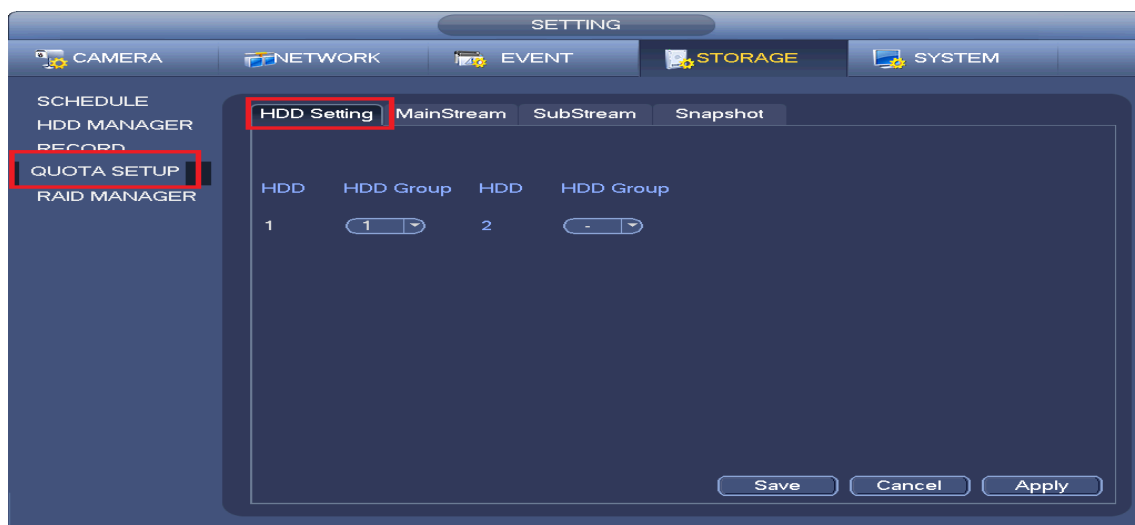 SETTING
CAMERA NETWORK EVENT STORAGE SYSTEM
SCHEDULE
HDD MANAGER
RECORD
QUOTA SETUP
RAID MANAGER
HDD Setting MainStream SubStream Snapshot
HDD HDD Group HDD HDD Group
1 1 2 -
Save Cancel Apply